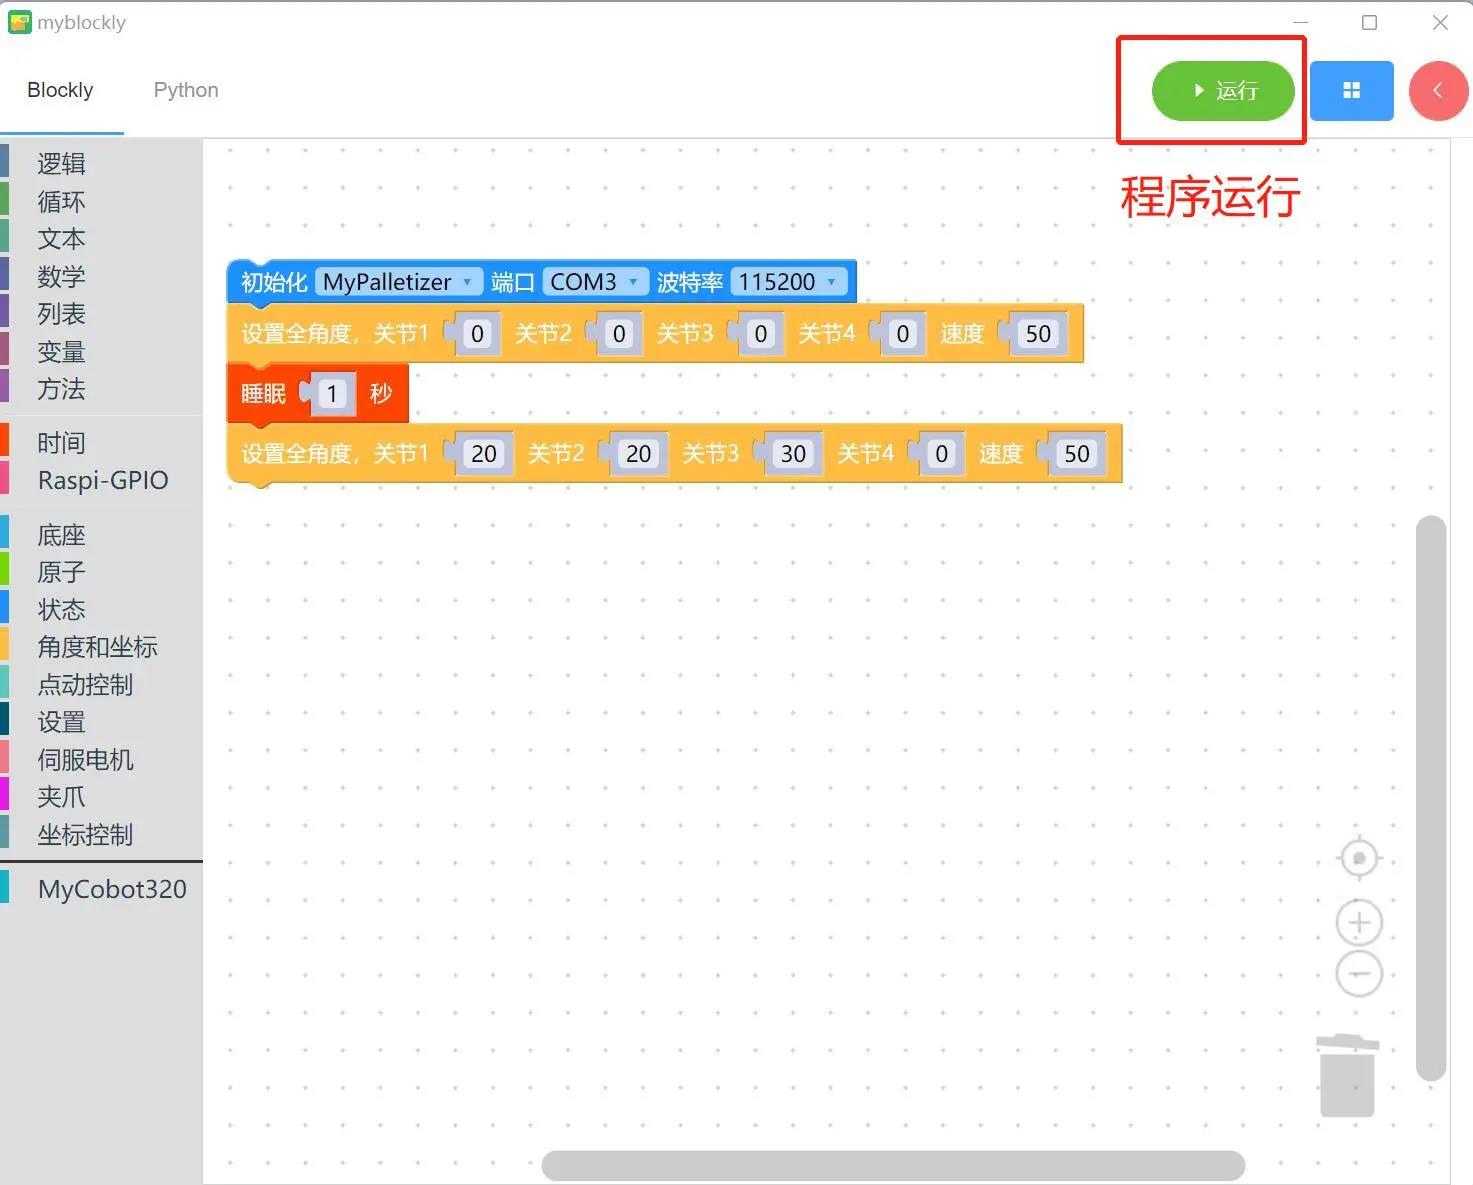 myblockly
Blockly Python 运行
程序运行
逻辑
循环
文本
数学
列表
变量
方法
时间
Raspi-GPIO
底座
原子
状态
角度和坐标
点动控制
设置
伺服电机
夹爪
坐标控制
MyCobot320
初始化 MyPalletizer 端口 COM3 波特率 115200
设置全角度，关节1 0 关节2 0 关节3 0 关节4 0 速度 50
睡眠 1 秒
设置全角度，关节1 20 关节2 20 关节3 30 关节4 0 速度 50